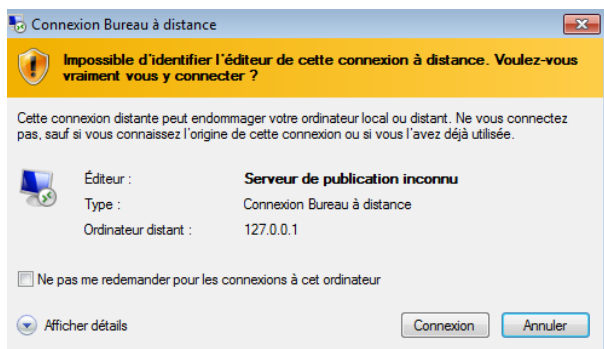 Connexion Bureau à distance
Impossible d'identifier l'éditeur de cette connexion à distance. Voulez-vous
vraiment vous y connecter ?
Cette connexion distante peut endommager votre ordinateur local ou distant. Ne vous connectez
pas, sauf si vous connaissez l'origine de cette connexion ou si vous l'avez déjà utilisée.
Éditeur : Serveur de publication inconnu
Type : Connexion Bureau à distance
Ordinateur distant : 127.0.0.1
Ne pas me redemander pour les connexions à cet ordinateur
Afficher détails Connexion Annuler